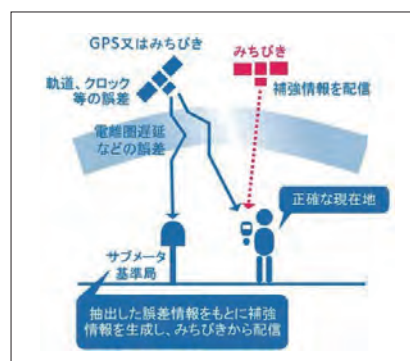 GPS又はみちびき
軌道、クロック
等の誤差
みちびき
補強情報を配信
電離圏遅延
などの誤差
正確な現在地
サブメータ
基準局
抽出した誤差情報をもとに補強
情報を生成し、みちびきから配信